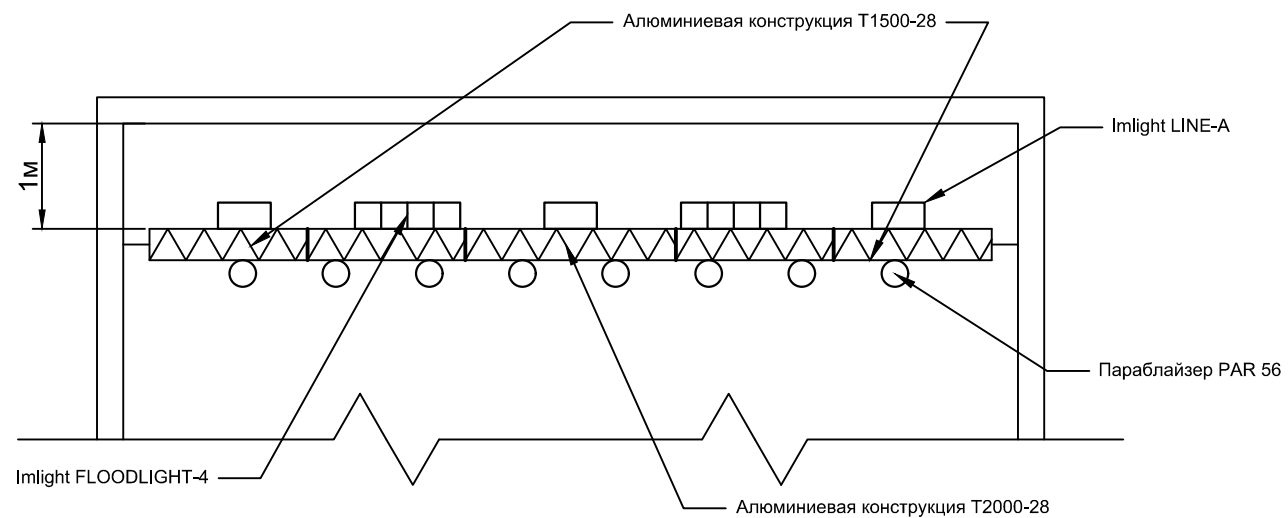 Алюминиевая конструкция Т1500-28
Imlight LINE-A
1м
Параблайзер PAR 56
Imlight FLOODLIGHT-4
Алюминиевая конструкция Т2000-28